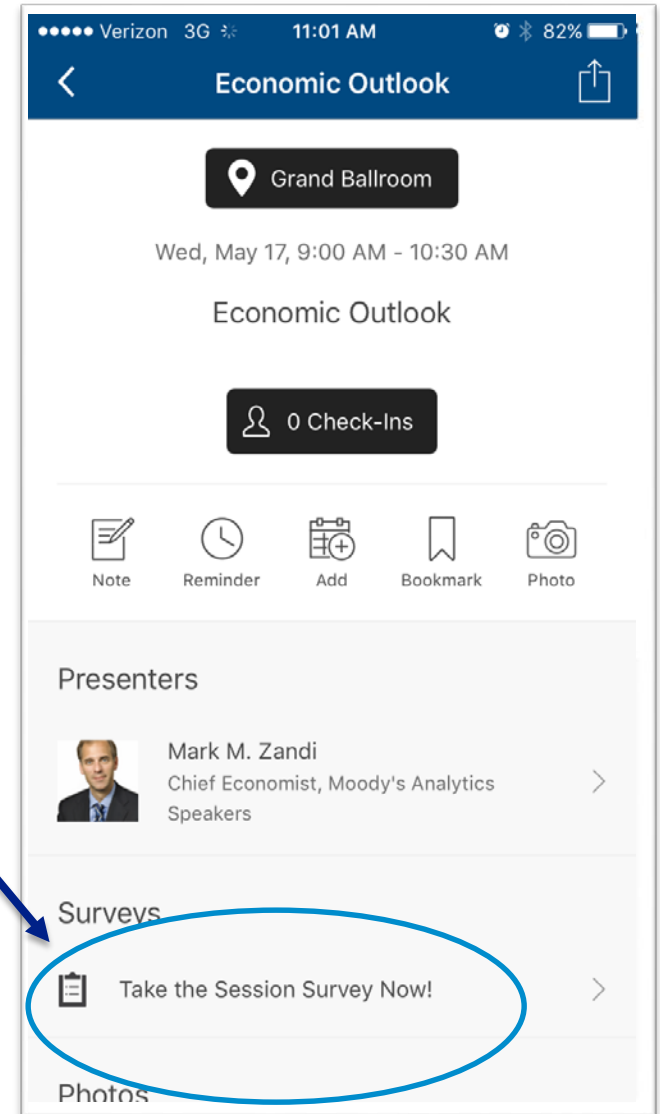 Verizon 3G 11:01 AM 82%
Economic Outlook
Grand Ballroom
Wed, May 17, 9:00 AM - 10:30 AM
Economic Outlook
0 Check-Ins
Note Reminder Add Bookmark Photo
Presenters
Mark M. Zandi
Chief Economist, Moody's Analytics
Speakers
Surveys
Take the Session Survey Now!
Photos